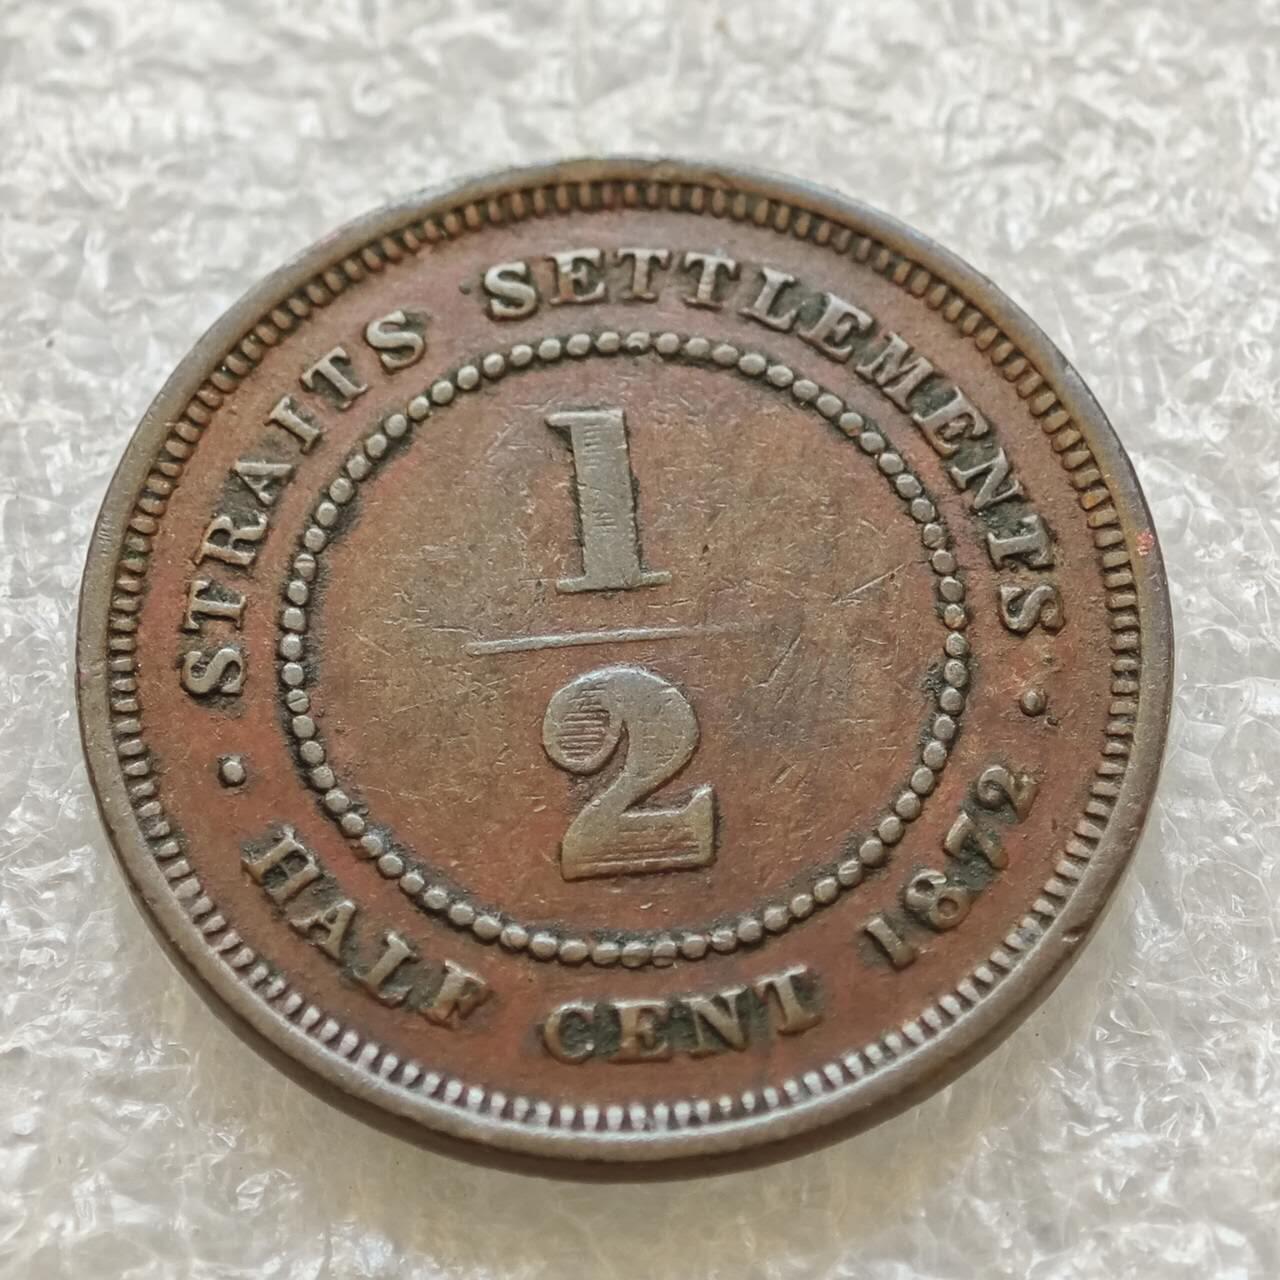 STRAITS SETTLEMENTS
1
2
HALF CENT 1872